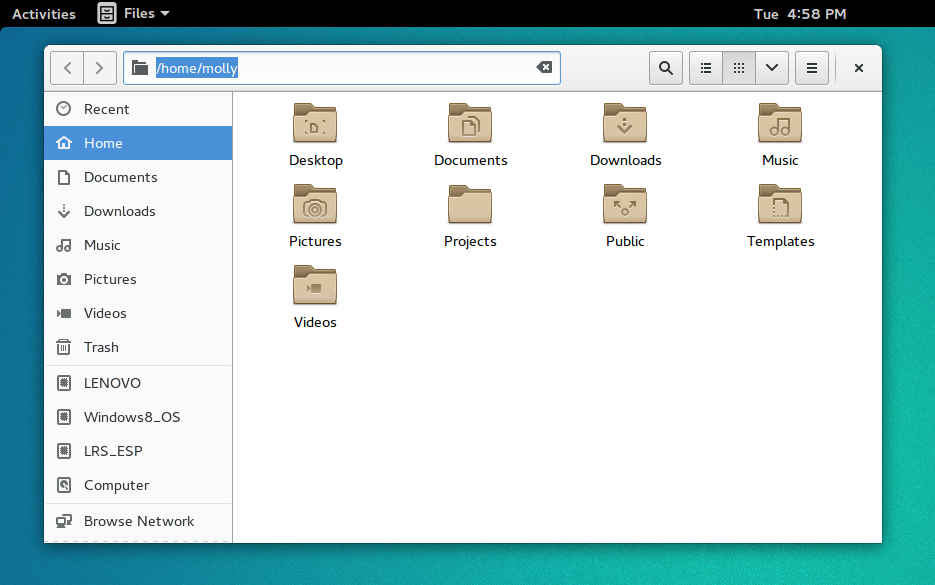 Activities Files Tue 4:58 PM
/home/molly
Recent
Home
Documents
Downloads
Music
Pictures
Videos
Trash
LENOVO
Windows8_OS
LRS_ESP
Computer
Browse Network
Desktop Documents Downloads Music
Pictures Projects Public Templates
Videos